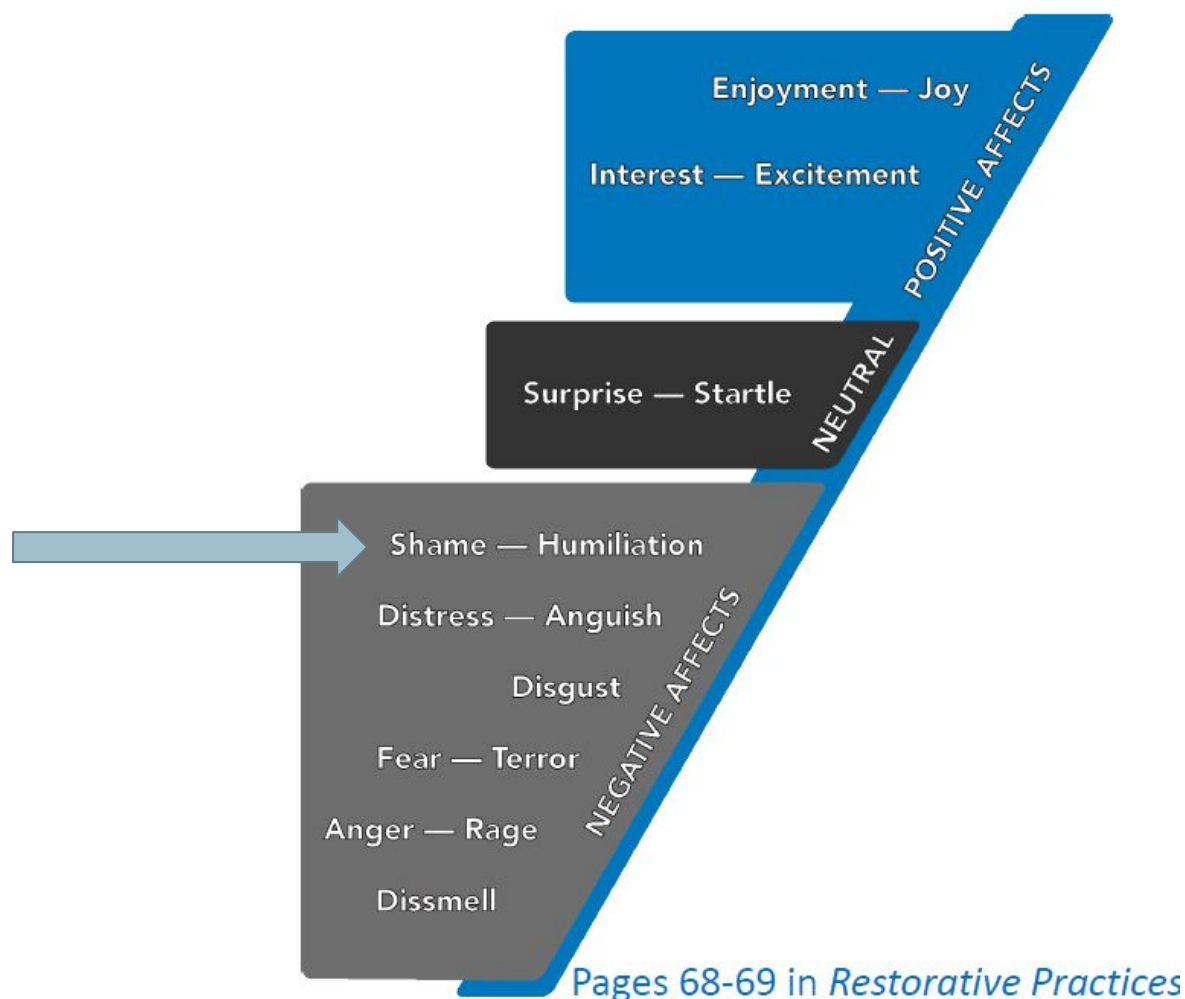 Enjoyment — Joy
Interest — Excitement
POSITIVE AFFECTS
Surprise — Startle
NEUTRAL
Shame — Humiliation
Distress — Anguish
Disgust
Fear — Terror
Anger — Rage
Dissmell
NEGATIVE AFFECTS
Pages 68-69 in Restorative Practices